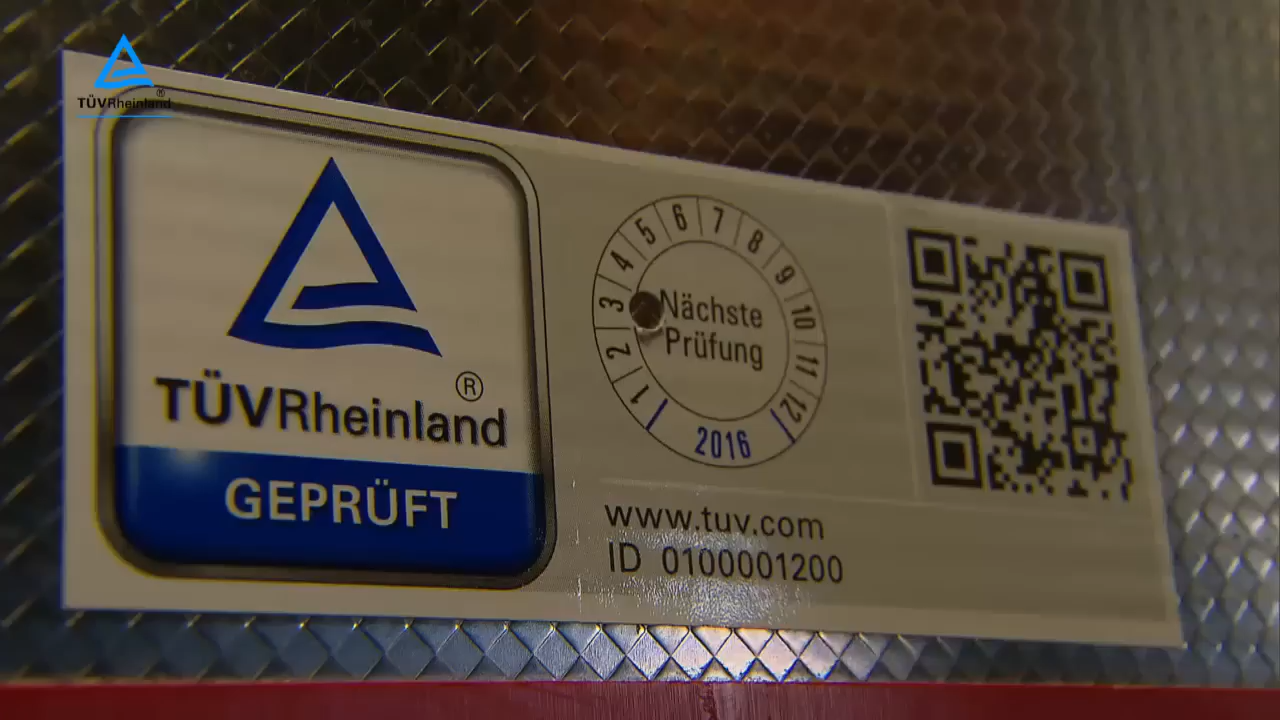 TÜVRheinland®
TÜVRheinland®
GEPRÜFT
1 2 3 4 5 6 7 8 9 10 11 12
Nächste
Prüfung
2016
www.tuv.com
ID 0100001200